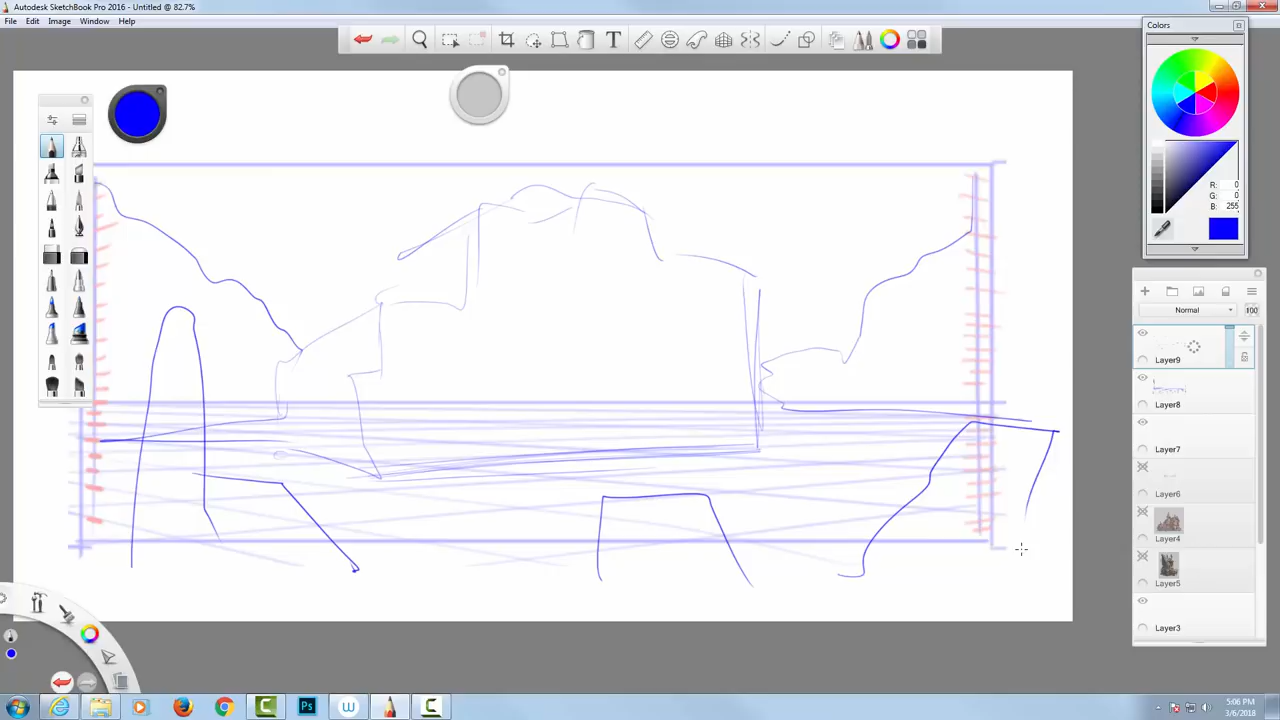 Autodesk SketchBook Pro 2016 - Untitled @ 82.7%
File Edit Image Window Help
Colors
R: 0
G: 0
B: 255
Normal 100
Layer9
Layer8
Layer7
Layer6
Layer4
Layer5
Layer3
5:06 PM
3/6/2018